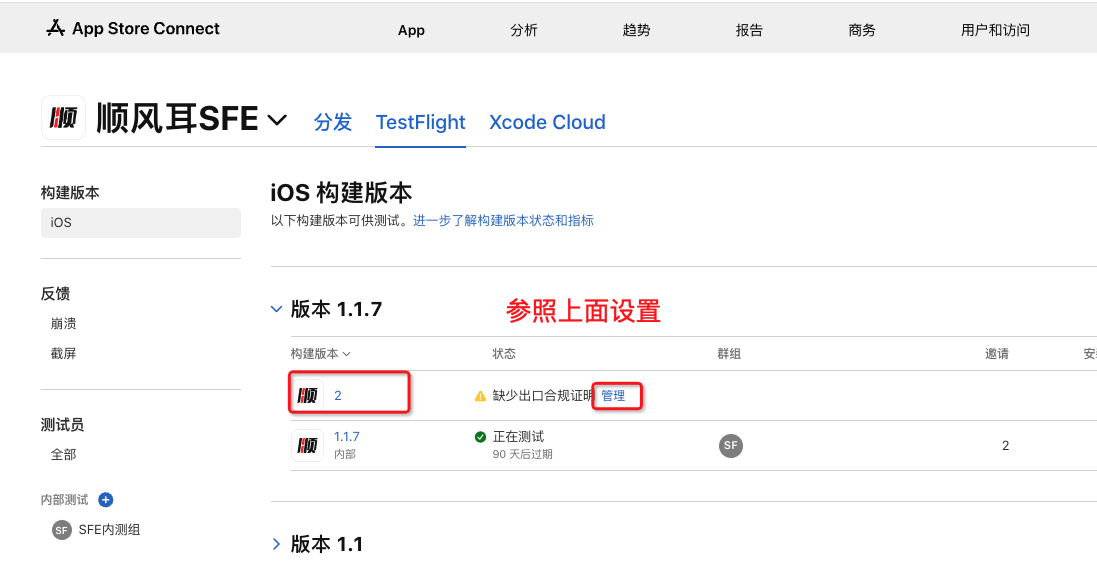 App Store Connect App 分析 趋势 报告 商务 用户和访问
顺 顺风耳SFE 分发 TestFlight Xcode Cloud
构建版本
iOS
反馈
崩溃
截屏
测试员
全部
内部测试
SF SFE内测组
iOS 构建版本
以下构建版本可供测试。进一步了解构建版本状态和指标
版本 1.1.7 参照上面设置
构建版本 状态 群组 邀请 安
顺 2 缺少出口合规证明 管理
顺 1.1.7 正在测试 SF 2
内部 90 天后过期
版本 1.1